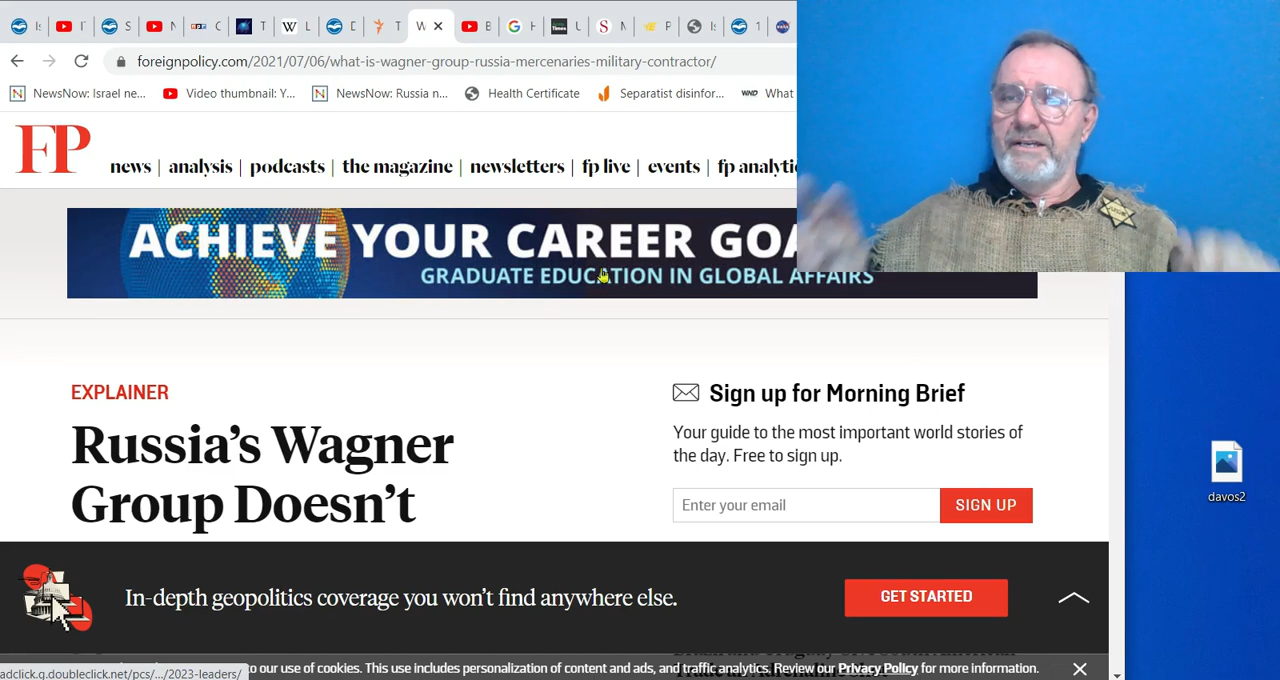 foreignpolicy.com/2021/07/06/what-is-wagner-group-russia-mercenaries-military-contractor/
NewsNow: Israel ne... Video thumbnail: Y... NewsNow: Russia n... Health Certificate Separatist disinfor... WND What
FP
news | analysis | podcasts | the magazine | newsletters | fp live | events | fp analytic
ACHIEVE YOUR CAREER GOA
GRADUATE EDUCATION IN GLOBAL AFFAIRS
EXPLAINER
Russia's Wagner
Group Doesn't
Sign up for Morning Brief
Your guide to the most important world stories of
the day. Free to sign up.
Enter your email SIGN UP
davos2
In-depth geopolitics coverage you won't find anywhere else. GET STARTED
adclick.g.doubleclick.net/pcs/.../2023-leaders/
to our use of cookies. This use includes personalization of content and ads, and traffic analytics. Review our Privacy Policy for more information.